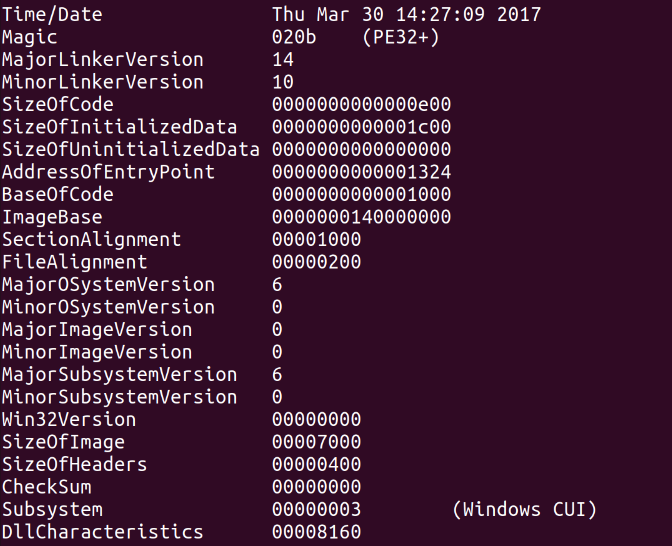 Time/Date Thu Mar 30 14:27:09 2017
Magic 020b (PE32+)
MajorLinkerVersion 14
MinorLinkerVersion 10
SizeOfCode 0000000000000e00
SizeOfInitializedData 0000000000001c00
SizeOfUninitializedData 0000000000000000
AddressOfEntryPoint 0000000000001324
BaseOfCode 0000000000001000
ImageBase 0000000140000000
SectionAlignment 00001000
FileAlignment 00000200
MajorOSystemVersion 6
MinorOSystemVersion 0
MajorImageVersion 0
MinorImageVersion 0
MajorSubsystemVersion 6
MinorSubsystemVersion 0
Win32Version 00000000
SizeOfImage 00007000
SizeOfHeaders 00000400
CheckSum 00000000
Subsystem 00000003 (Windows CUI)
DllCharacteristics 00008160